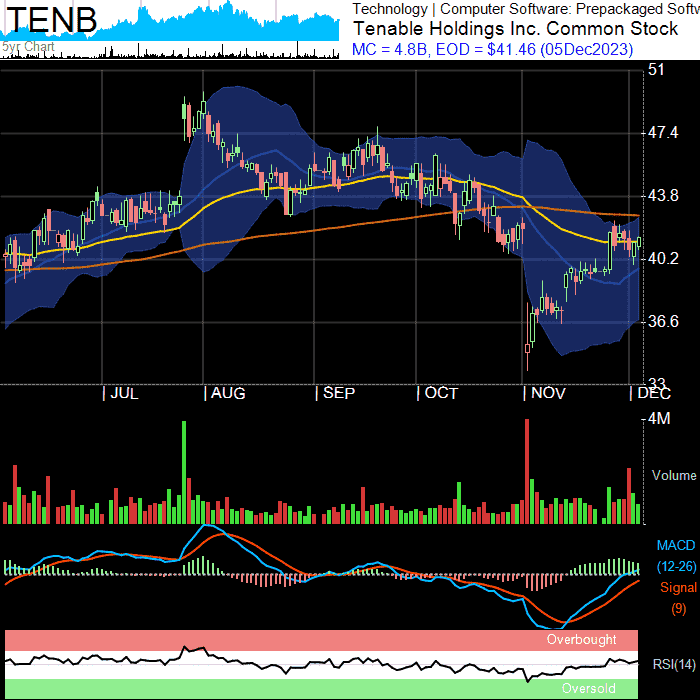 TENB
5yr Chart
Technology | Computer Software: Prepackaged Softw
Tenable Holdings Inc. Common Stock
MC = 4.8B, EOD = $41.46 (05Dec2023)
51
47.4
43.8
40.2
36.6
33
| JUL | AUG | SEP | OCT | NOV | DEC
4M
Volume
MACD
(12-26)
Signal
(9)
Overbought
RSI(14)
Oversold